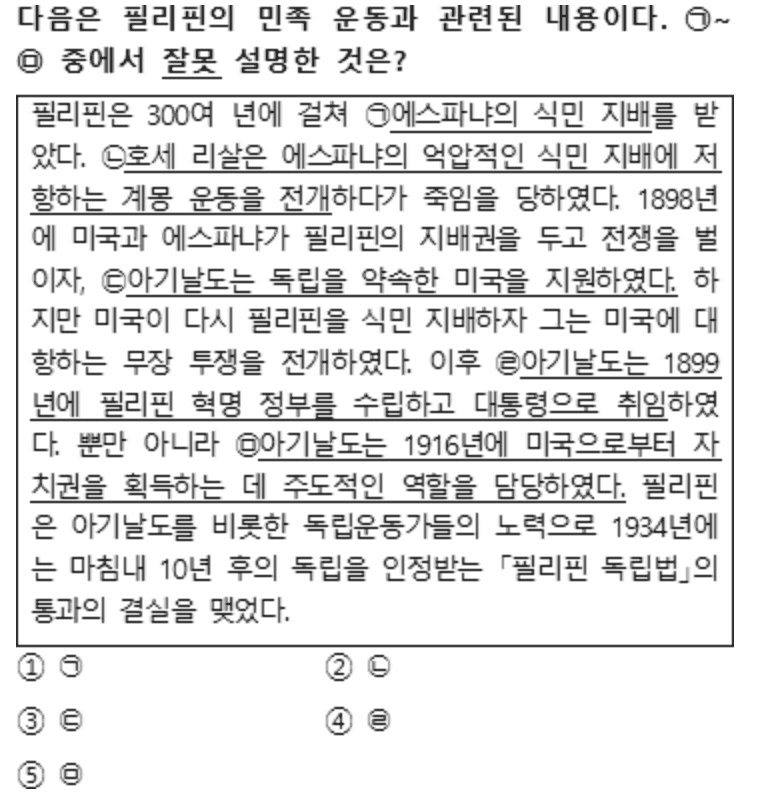 다음은 필리핀의 민족 운동과 관련된 내용이다. ㉠~
㉤ 중에서 잘못 설명한 것은?
필리핀은 300여 년에 걸쳐 ㉠에스파냐의 식민 지배를 받
았다. ㉡호세 리살은 에스파냐의 억압적인 식민 지배에 저
항하는 계몽 운동을 전개하다가 죽임을 당하였다. 1898년
에 미국과 에스파냐가 필리핀의 지배권을 두고 전쟁을 벌
이자, ㉢아기날도는 독립을 약속한 미국을 지원하였다. 하
지만 미국이 다시 필리핀을 식민 지배하자 그는 미국에 대
항하는 무장 투쟁을 전개하였다. 이후 ㉣아기날도는 1899
년에 필리핀 혁명 정부를 수립하고 대통령으로 취임하였
다. 뿐만 아니라 ㉤아기날도는 1916년에 미국으로부터 자
치권을 획득하는 데 주도적인 역할을 담당하였다. 필리핀
은 아기날도를 비롯한 독립운동가들의 노력으로 1934년에
는 마침내 10년 후의 독립을 인정받는 「필리핀 독립법」의
통과의 결실을 맺었다.
① ㉠ ② ㉡
③ ㉢ ④ ㉣
⑤ ㉤